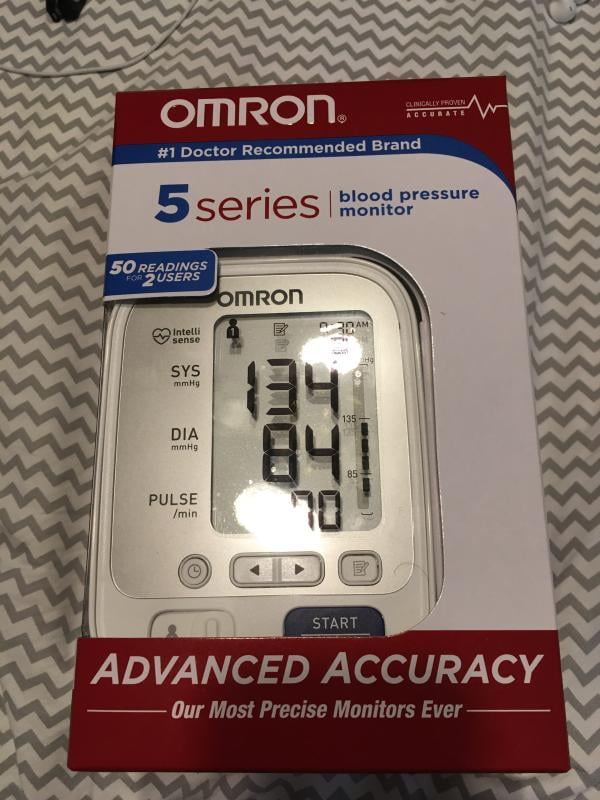 OMRON®
CLINICALLY PROVEN
ACCURATE
#1 Doctor Recommended Brand
5 series | blood pressure
monitor
50 READINGS
FOR 2 USERS
OMRON
Intelli
sense
1
AM
SYS
mmHg
134
135
DIA
mmHg
84
85
PULSE
/min
70
START
ADVANCED ACCURACY
Our Most Precise Monitors Ever